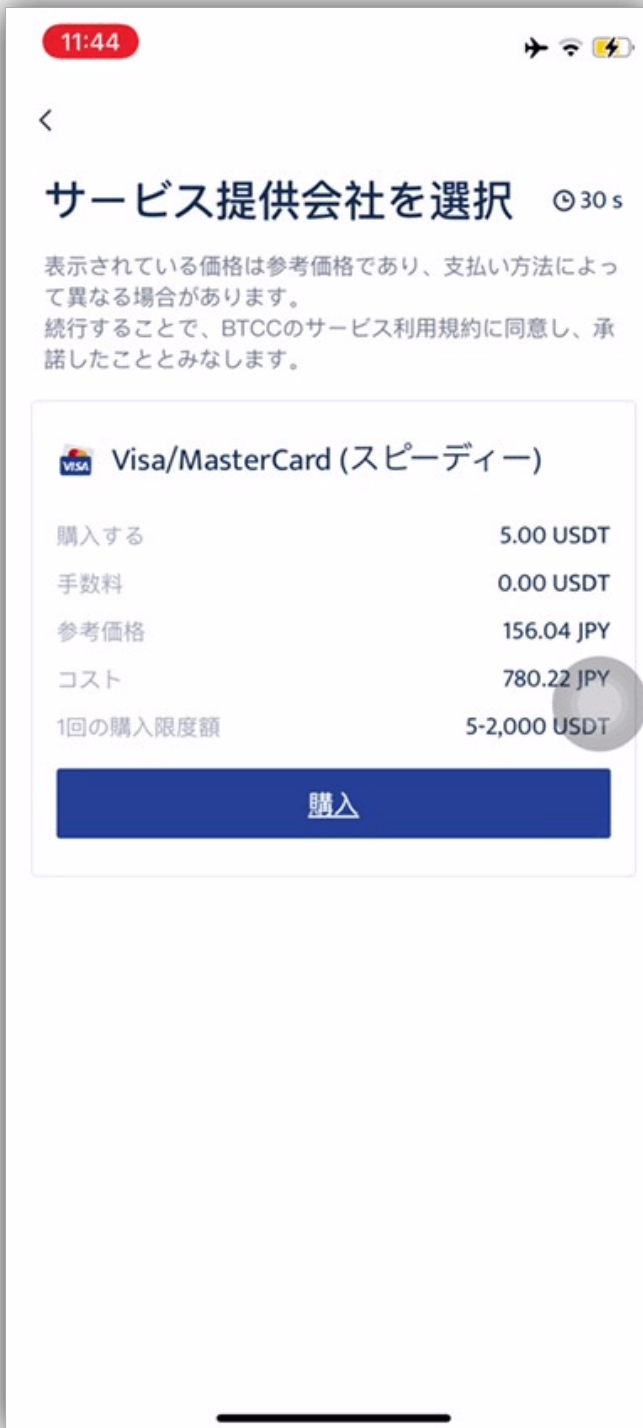 11:44
サービス提供会社を選択 30 s
表示されている価格は参考価格であり、支払い方法によっ
て異なる場合があります。
続行することで、BTCCのサービス利用規約に同意し、承
諾したこととみなします。
VISA Visa/MasterCard (スピーディー)
購入する 5.00 USDT
手数料 0.00 USDT
参考価格 156.04 JPY
コスト 780.22 JPY
1回の購入限度額 5-2,000 USDT
購入